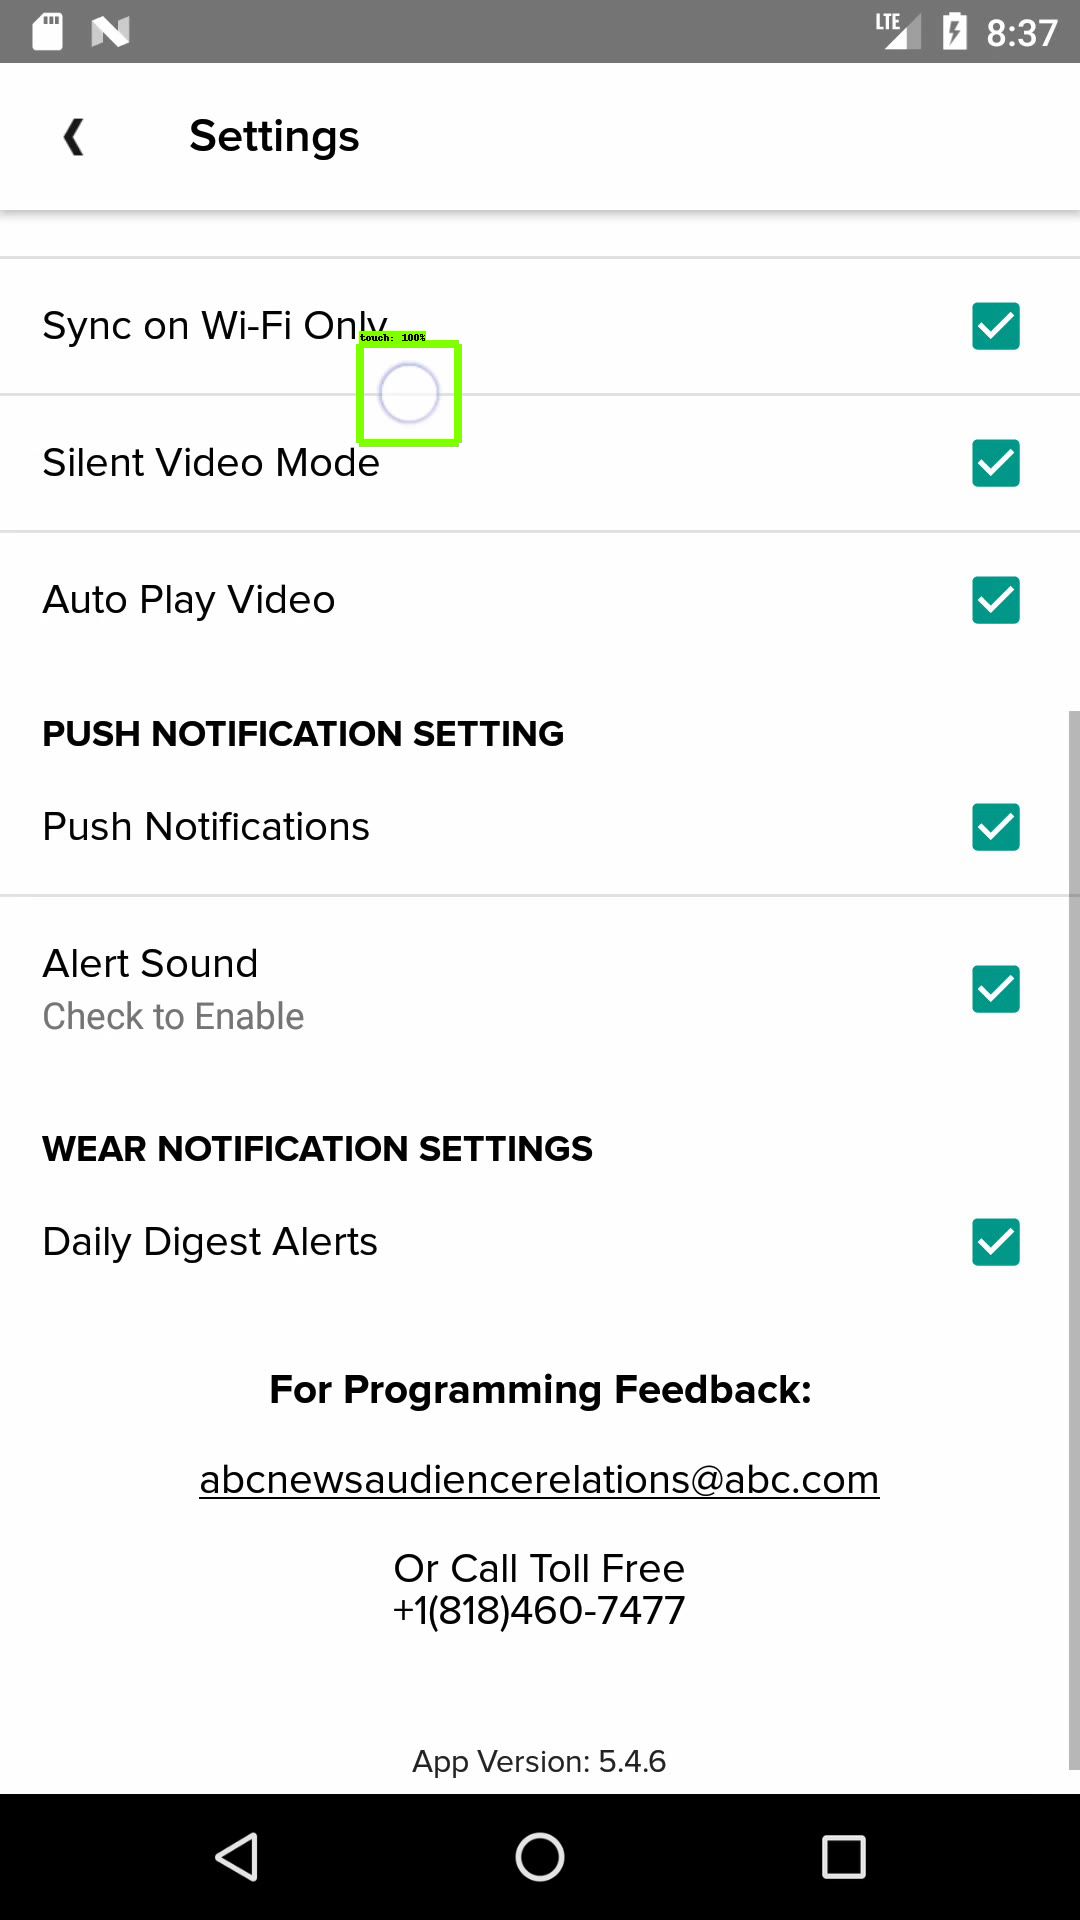 LTE 8:37
Settings
Sync on Wi-Fi Only
touch: 100%
Silent Video Mode
Auto Play Video
PUSH NOTIFICATION SETTING
Push Notifications
Alert Sound
Check to Enable
WEAR NOTIFICATION SETTINGS
Daily Digest Alerts
For Programming Feedback:
abcnewsaudiencerelations@abc.com
Or Call Toll Free
+1(818)460-7477
App Version: 5.4.6